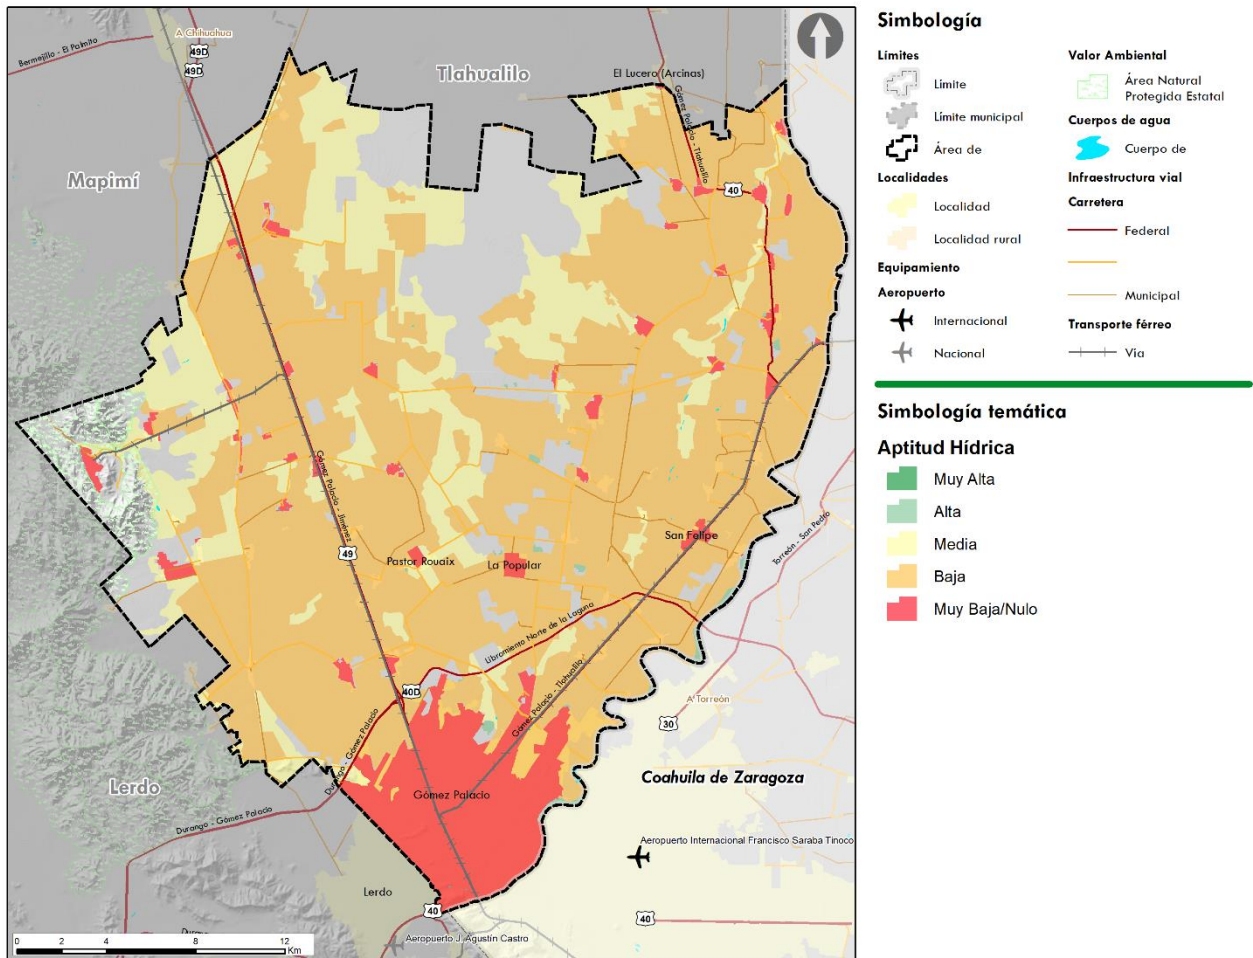 A Chihuahua
49D
49D
Bermejillo - El Palmito
Tlahualilo
El Lucero (Arcinas)
Gómez Palacio - Tlahualilo
40
Mapimí
Gómez Palacio - Jiménez
49
Pastor Rouaix
La Popular
San Felipe
Torreón - San Pedro
Libramiento Norte de la Laguna
40D
Gómez Palacio - Tlahualilo
A Torreón
30
Durango - Gómez Palacio
Lerdo
Coahuila de Zaragoza
Gómez Palacio
Durango - Gómez Palacio
Aeropuerto Internacional Francisco Saraba Tinoco
Lerdo
40
40
Aeropuerto J. Agustín Castro
0 2 4 8 12
Km
Simbología
Límites
Límite
Límite municipal
Área de
Localidades
Localidad
Localidad rural
Equipamiento
Aeropuerto
Internacional
Nacional
Valor Ambiental
Área Natural
Protegida Estatal
Cuerpos de agua
Cuerpo de
Infraestructura vial
Carretera
Federal
Municipal
Transporte férreo
Vía
Simbología temática
Aptitud Hídrica
Muy Alta
Alta
Media
Baja
Muy Baja/Nulo